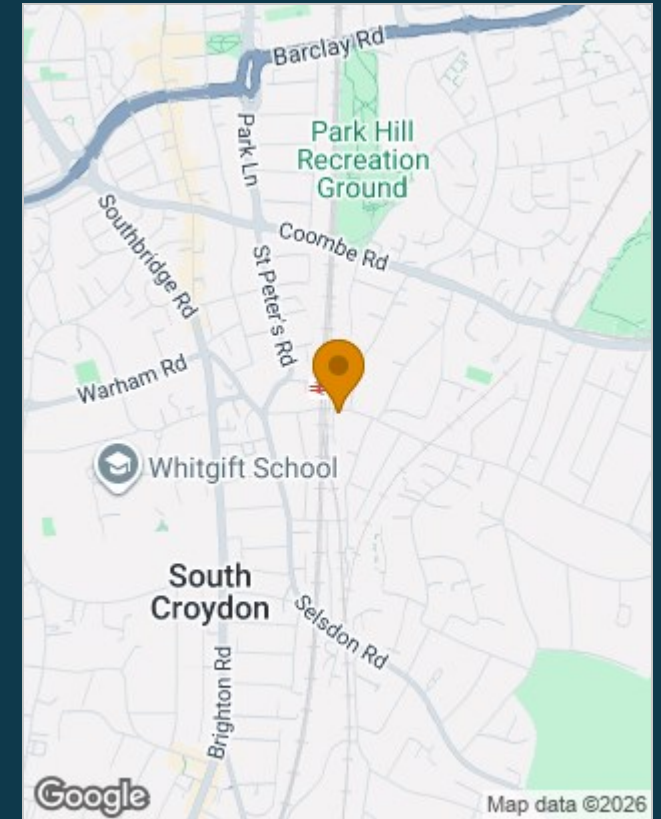 Barclay Rd
Park Ln
Park Hill
Recreation
Ground
Southbridge Rd
Coombe Rd
St Peter's Rd
Warham Rd
Whitgift School
South
Croydon
Selsdon Rd
Brighton Rd
Google
Map data ©2026